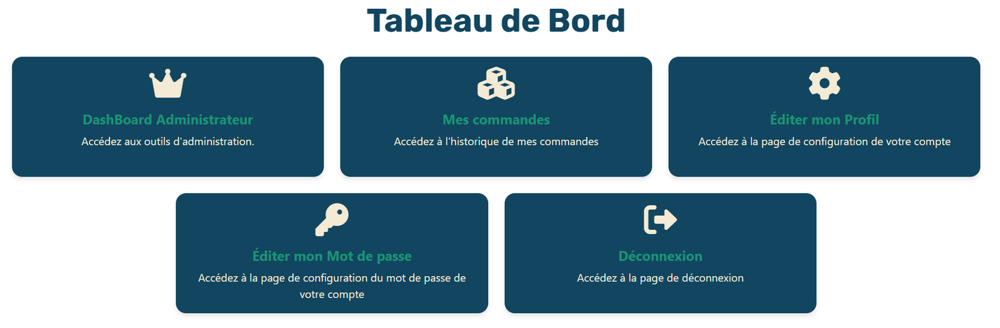 Tableau de Bord
DashBoard Administrateur
Accédez aux outils d'administration.
Mes commandes
Accédez à l'historique de mes commandes
Éditer mon Profil
Accédez à la page de configuration de votre compte
Éditer mon Mot de passe
Accédez à la page de configuration du mot de passe de
votre compte
Déconnexion
Accédez à la page de déconnexion